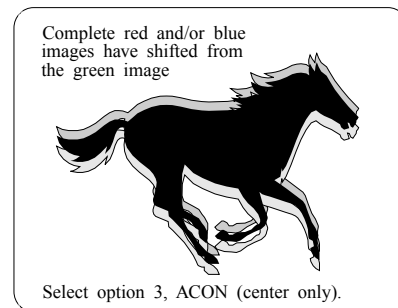 Complete red and/or blue
images have shifted from
the green image
Select option 3, ACON (center only).